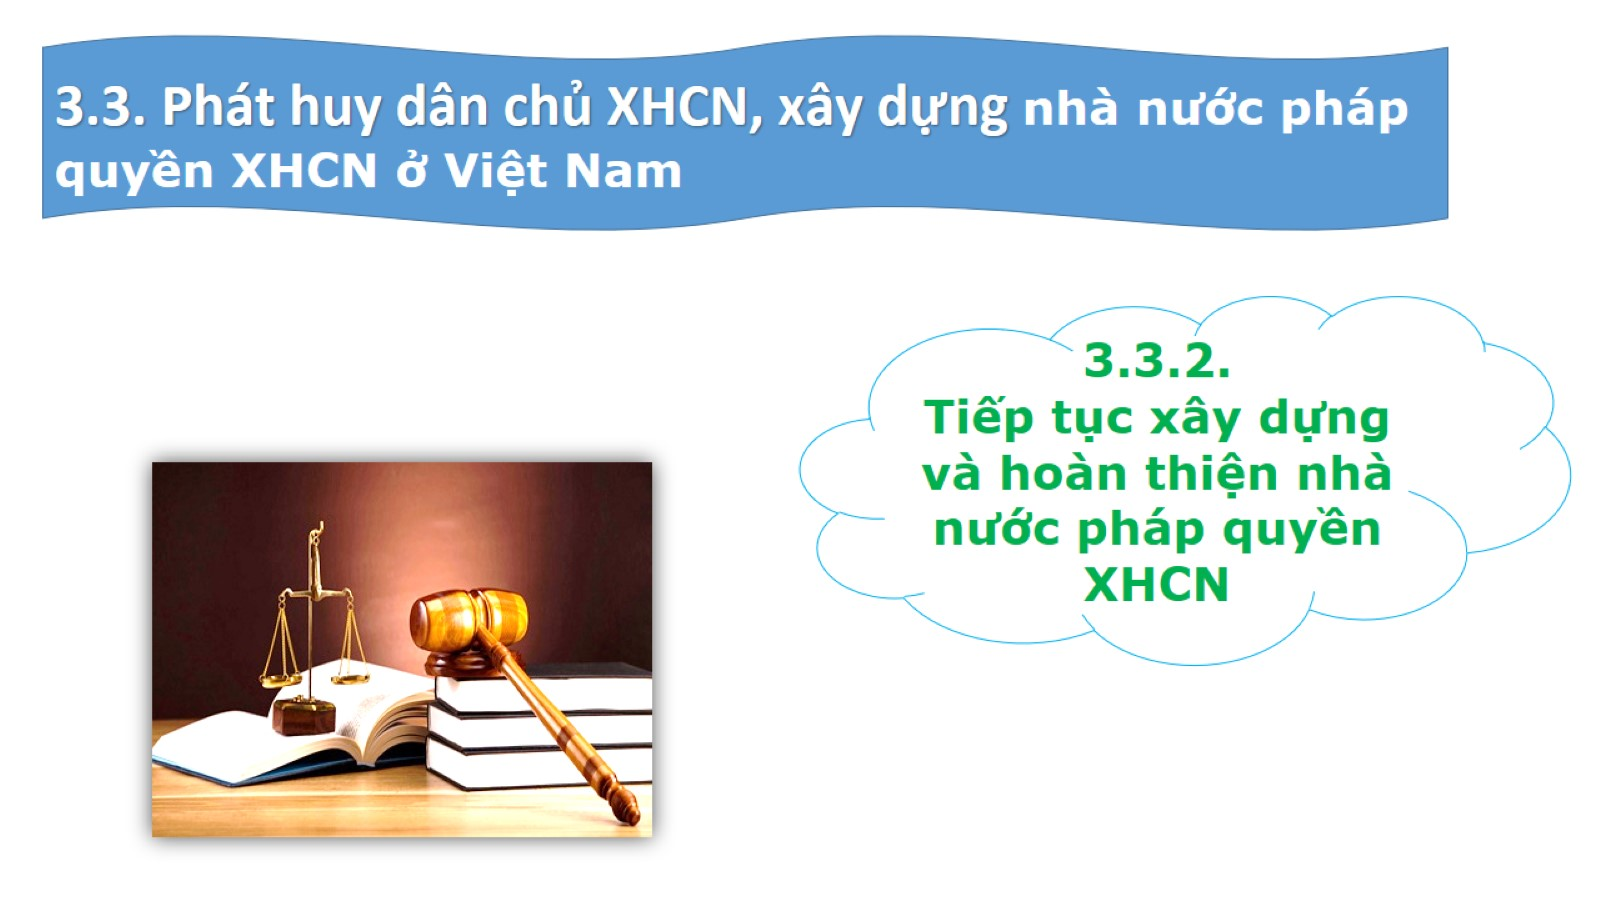 3.3. Phát huy dân chủ XHCN, xây dựng nhà nước pháp
quyền XHCN ở Việt Nam
3.3.2.
Tiếp tục xây dựng
và hoàn thiện nhà
nước pháp quyền
XHCN